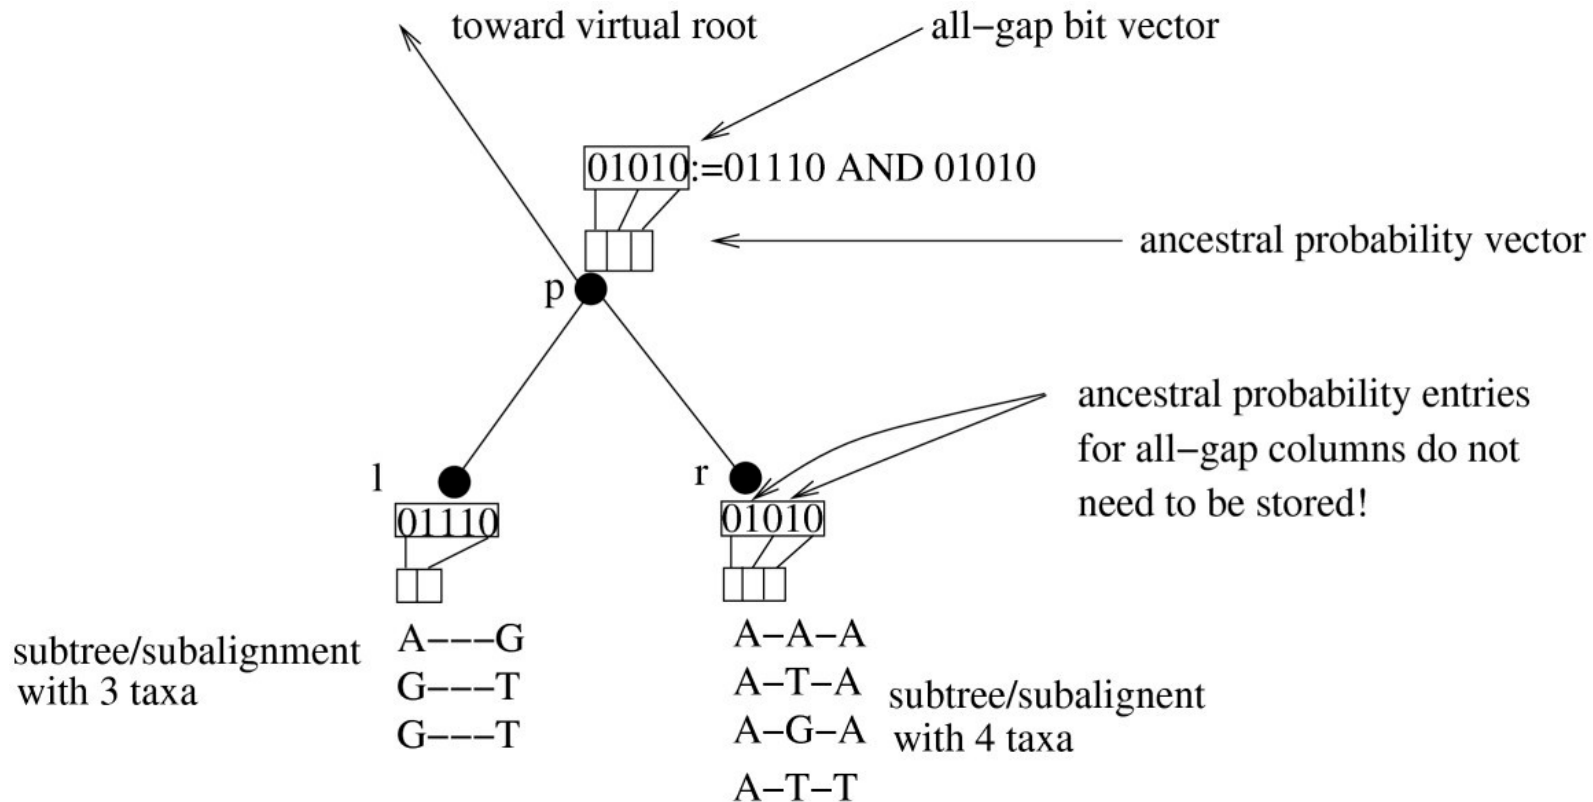 toward virtual root
all−gap bit vector
01010:=01110 AND 01010
ancestral probability vector
p
ancestral probability entries
for all−gap columns do not
need to be stored!
l
01110
r
01010
subtree/subalignment
with 3 taxa
A−−−G
G−−−T
G−−−T
A−A−A
A−T−A
A−G−A
A−T−T
subtree/subalignent
with 4 taxa